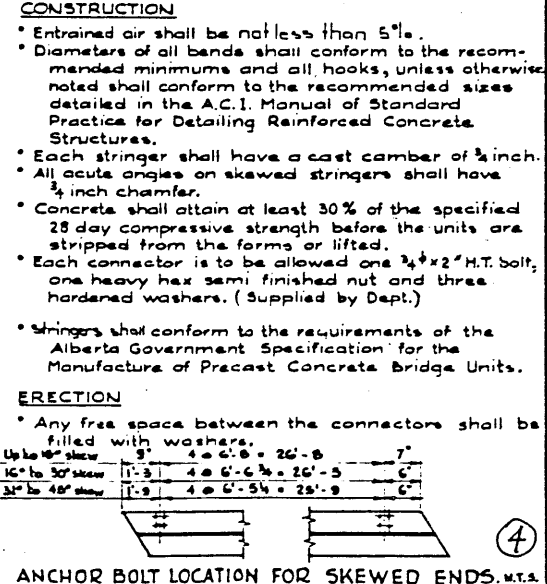 CONSTRUCTION
• Entrained air shall be not less than 5%.
• Diameters of all bends shall conform to the recom-
mended minimums and all hooks, unless otherwise
noted shall conform to the recommended sizes
detailed in the A.C.I. Manual of Standard
Practice for Detailing Reinforced Concrete
Structures.
• Each stringer shall have a cast camber of ¾ inch.
• All acute angles on skewed stringers shall have
¾ inch chamfer.
• Concrete shall attain at least 30% of the specified
28 day compressive strength before the units are
stripped from the forms or lifted.
• Each connector is to be allowed one ¾"ϕ x 2" H.T. bolt,
one heavy hex semi finished nut and three
hardened washers. (Supplied by Dept.)
• Stringers shall conform to the requirements of the
Alberta Government Specification for the
Manufacture of Precast Concrete Bridge Units.
ERECTION
• Any free space between the connectors shall be
filled with washers.
Up to 15° skew 9" 4 @ 6'-8 = 26'-8 7"
16° to 30° skew 1'-3 4 @ 6'-6 ¾ = 26'-3 6"
31° to 45° skew 1'-9 4 @ 6'-5¼ = 25'-9 6"
4
ANCHOR BOLT LOCATION FOR SKEWED ENDS. N.T.S.